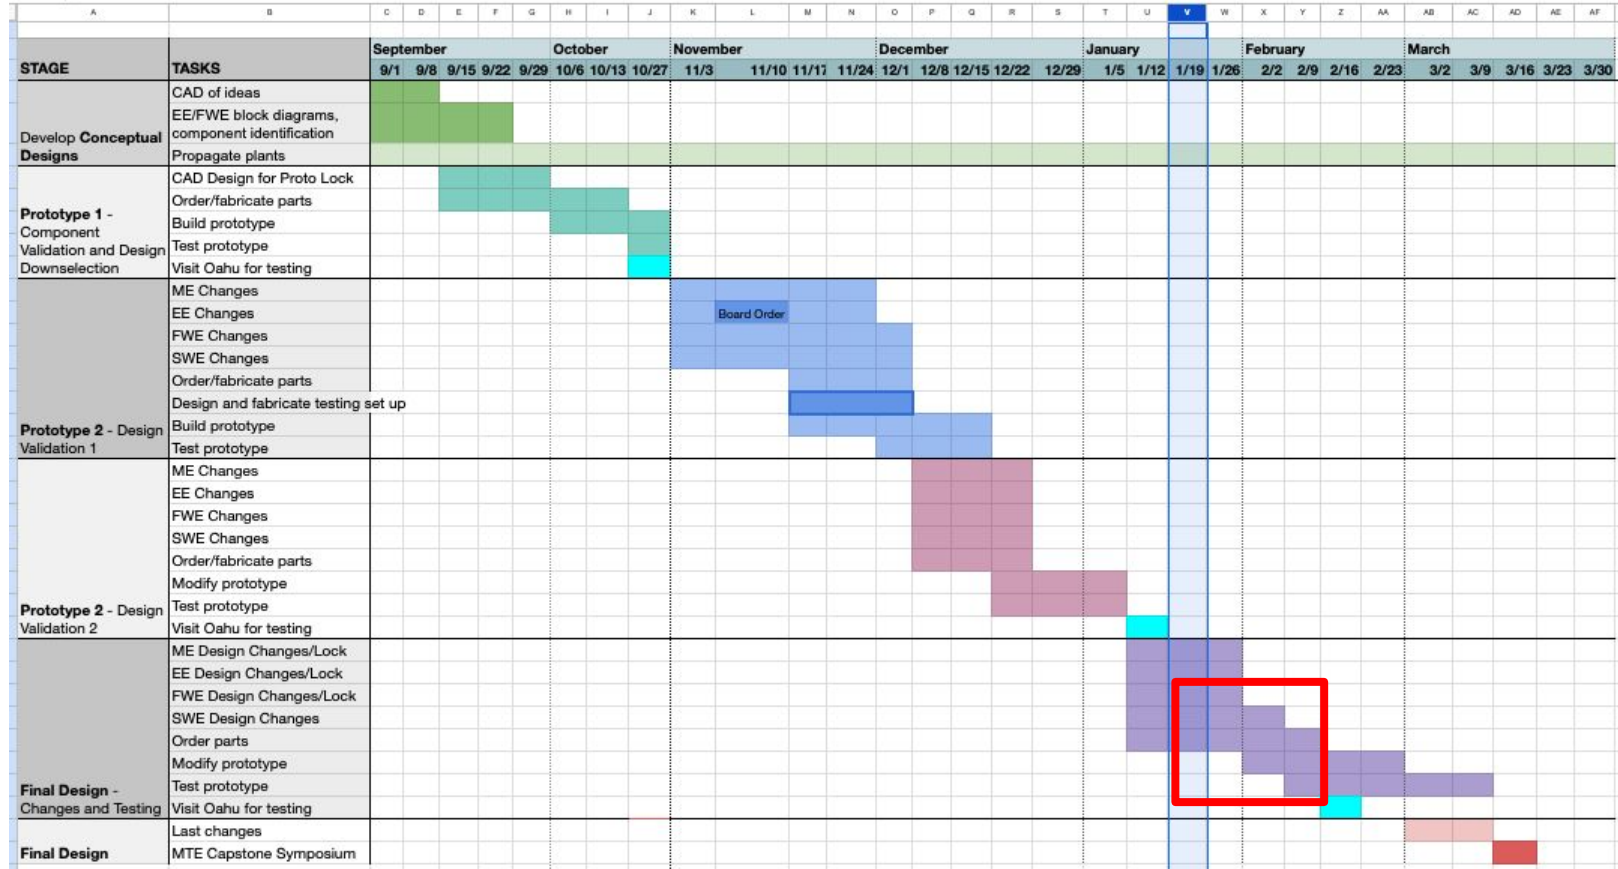 A B C D E F G H I J K L M N O P Q R S T U V W X Y Z AA AB AC AD AE AF
September October November December January February March
STAGE TASKS 9/1 9/8 9/15 9/22 9/29 10/6 10/13 10/27 11/3 11/10 11/17 11/24 12/1 12/8 12/15 12/22 12/29 1/5 1/12 1/19 1/26 2/2 2/9 2/16 2/23 3/2 3/9 3/16 3/23 3/30
Develop Conceptual
Designs
CAD of ideas
EE/FWE block diagrams,
component identification
Propagate plants
Prototype 1 -
Component
Validation and Design
Downselection
CAD Design for Proto Lock
Order/fabricate parts
Build prototype
Test prototype
Visit Oahu for testing
Prototype 2 - Design
Validation 1
ME Changes
EE Changes
Board Order
FWE Changes
SWE Changes
Order/fabricate parts
Design and fabricate testing set up
Build prototype
Test prototype
Prototype 2 - Design
Validation 2
ME Changes
EE Changes
FWE Changes
SWE Changes
Order/fabricate parts
Modify prototype
Test prototype
Visit Oahu for testing
Final Design -
Changes and Testing
ME Design Changes/Lock
EE Design Changes/Lock
FWE Design Changes/Lock
SWE Design Changes
Order parts
Modify prototype
Test prototype
Visit Oahu for testing
Final Design
Last changes
MTE Capstone Symposium